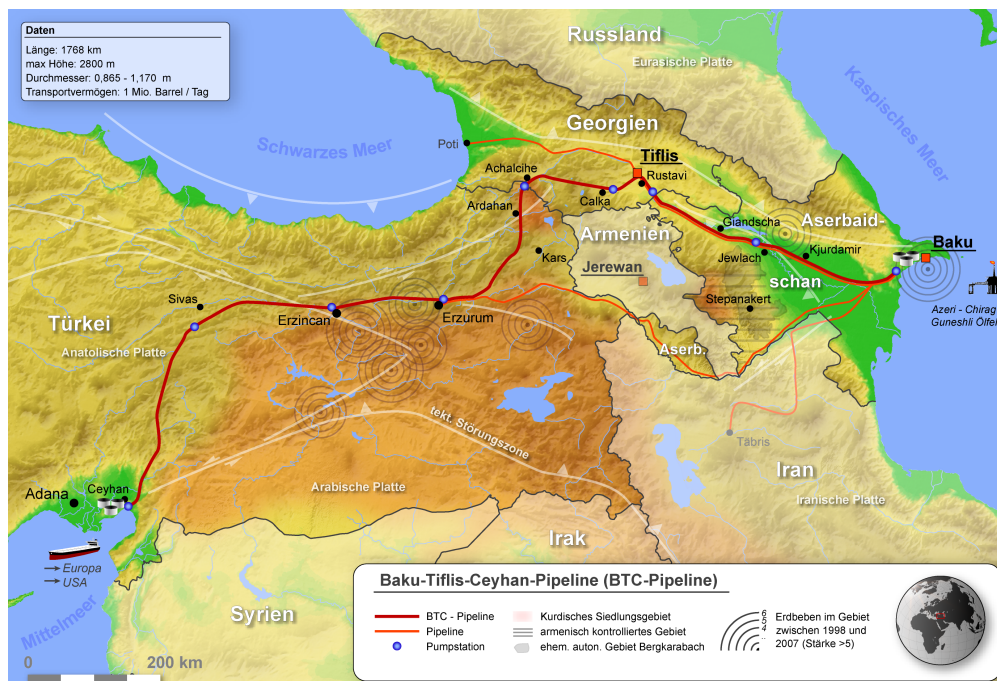 Daten
Länge: 1768 km
max Höhe: 2800 m
Durchmesser: 0,865 - 1,170 m
Transportvermögen: 1 Mio. Barrel / Tag
Russland
Eurasische Platte
Kaspisches Meer
Schwarzes Meer
Georgien
Poti
Tiflis
Achalcihe
Rustavi
Calka
Ardahan
Giandscha
Aserbaid-
Armenien
Kars
Jewlach
Kjurdamir
Baku
Jerewan
schan
Stepanakert
Azeri - Chirag
Guneshli Ölfel
Sivas
Türkei
Erzincan
Erzurum
Anatolische Platte
Aserb.
tekt. Störungszone
Täbris
Iran
Iranische Platte
Arabische Platte
Adana
Ceyhan
Irak
Europa
USA
Syrien
Mittelmeer
0
200 km
Baku-Tiflis-Ceyhan-Pipeline (BTC-Pipeline)
BTC - Pipeline
Pipeline
Pumpstation
Kurdisches Siedlungsgebiet
armenisch kontrolliertes Gebiet
ehem. auton. Gebiet Bergkarabach
6
5
4
..
Erdbeben im Gebiet
zwischen 1998 und
2007 (Stärke >5)